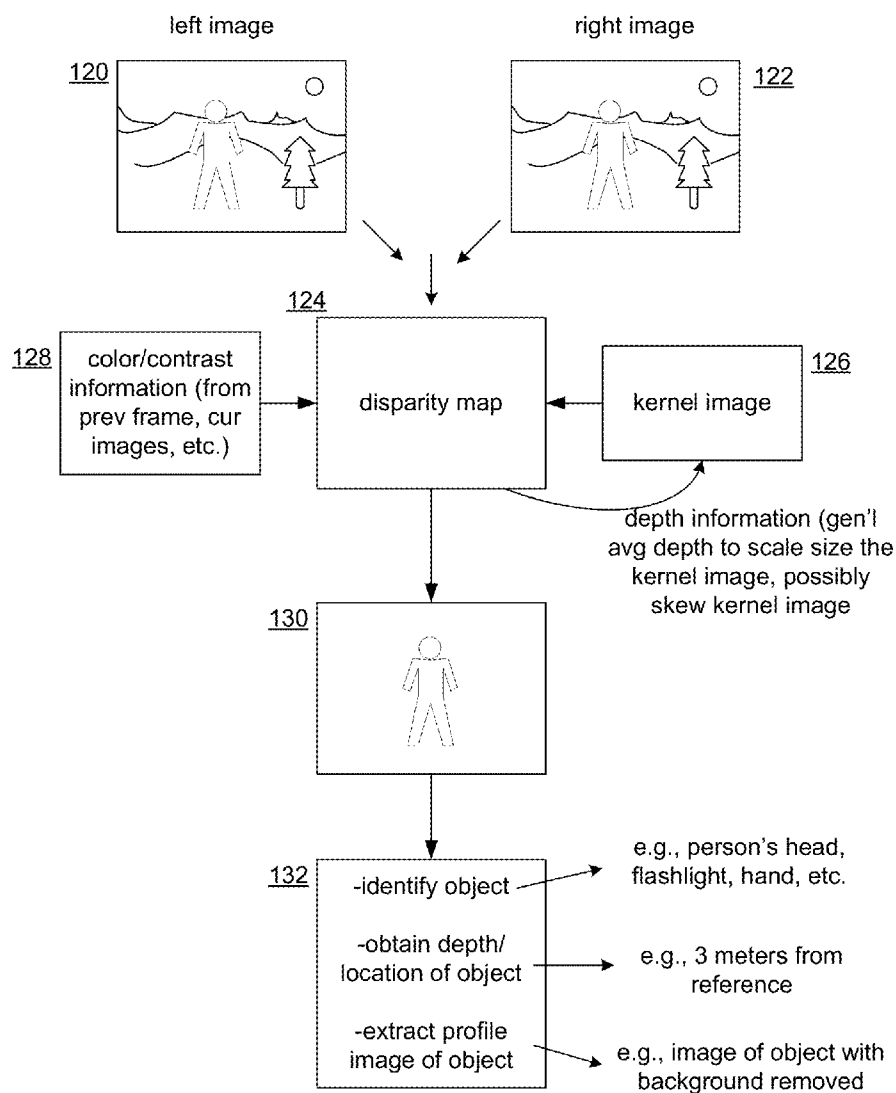 left image
right image
120
122
124
128
color/contrast
information (from
prev frame, cur
images, etc.)
disparity map
126
kernel image
depth information (gen'l
avg depth to scale size the
kernel image, possibly
skew kernel image
130
132
-identify object
e.g., person's head,
flashlight, hand, etc.
-obtain depth/
location of object
e.g., 3 meters from
reference
-extract profile
image of object
e.g., image of object with
background removed